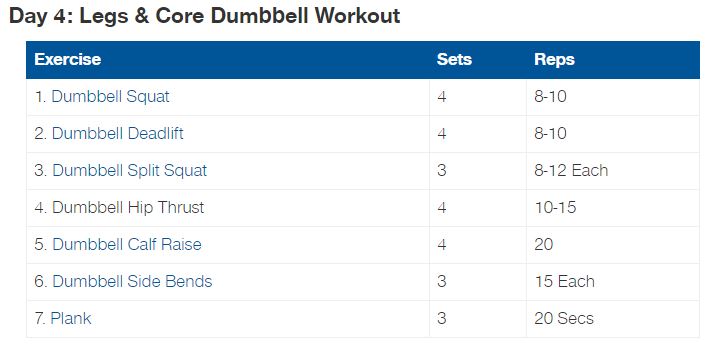 Day 4: Legs & Core Dumbbell Workout
Exercise Sets Reps
1. Dumbbell Squat 4 8-10
2. Dumbbell Deadlift 4 8-10
3. Dumbbell Split Squat 3 8-12 Each
4. Dumbbell Hip Thrust 4 10-15
5. Dumbbell Calf Raise 4 20
6. Dumbbell Side Bends 3 15 Each
7. Plank 3 20 Secs